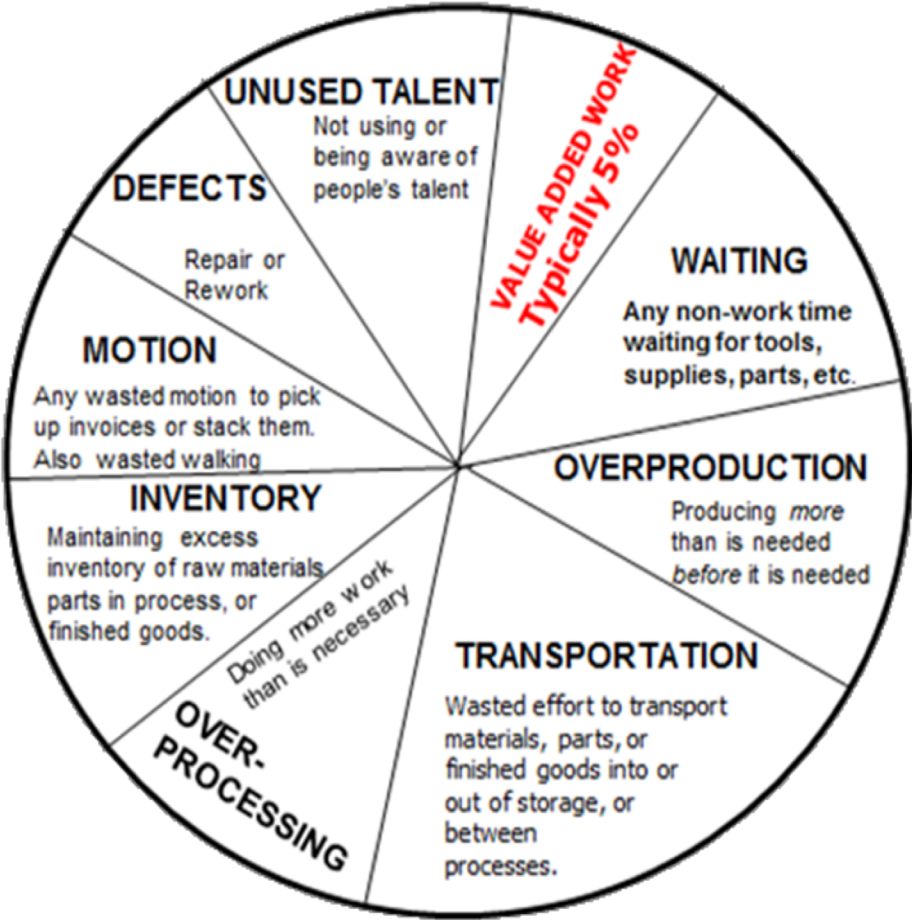 UNUSED TALENT
Not using or
being aware of
people's talent
VALUE ADDED WORK
Typically 5%
WAITING
Any non-work time
waiting for tools,
supplies, parts, etc.
OVERPRODUCTION
Producing more
than is needed
before it is needed
TRANSPORTATION
Wasted effort to transport
materials, parts, or
finished goods into or
out of storage, or
between
processes.
Doing more work
than is necessary
OVER-
PROCESSING
INVENTORY
Maintaining excess
inventory of raw materials,
parts in process, or
finished goods.
MOTION
Any wasted motion to pick
up invoices or stack them.
Also wasted walking
DEFECTS
Repair or
Rework